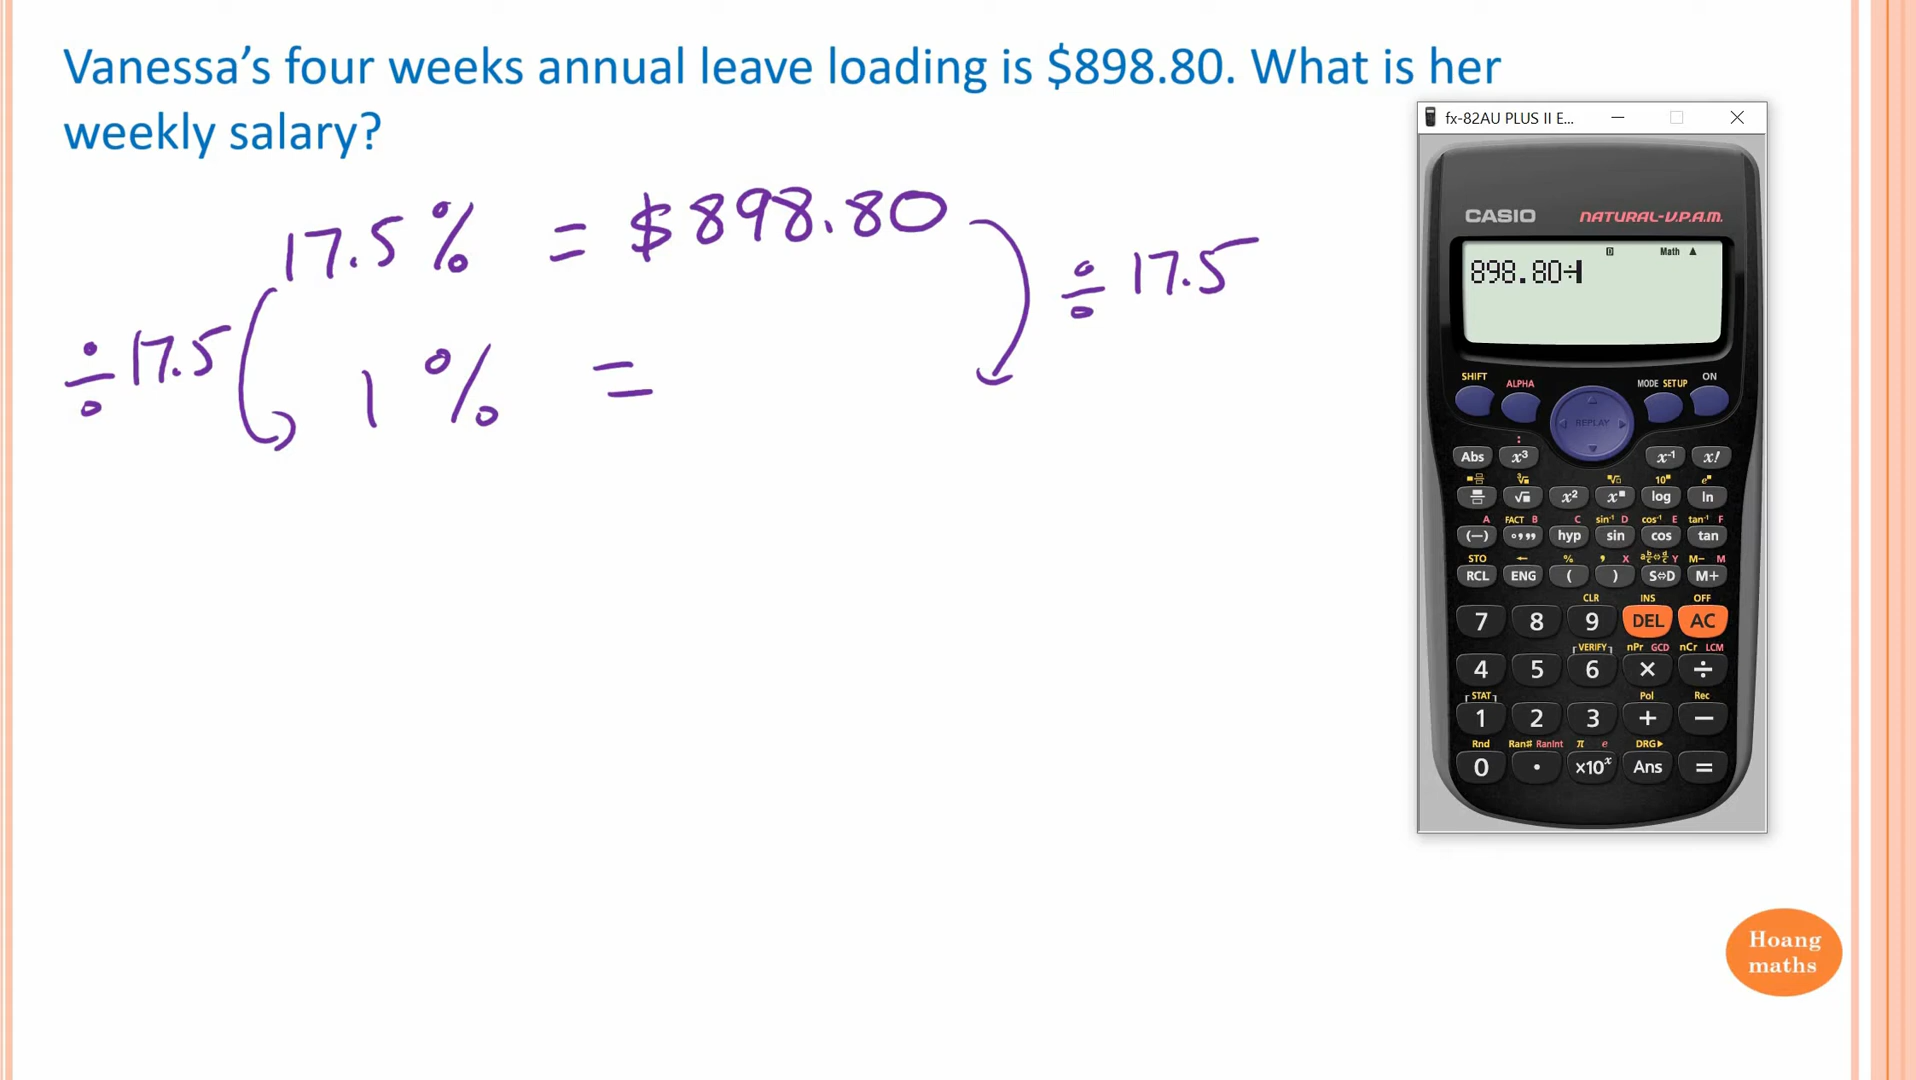 Vanessa's four weeks annual leave loading is $898.80. What is her
weekly salary?
17.5% = $898.80
÷ 17.5
÷ 17.5
1% =
fx-82AU PLUS II E...
CASIO NATURAL-V.P.A.M.
D Math ▲
898.80÷
SHIFT ALPHA MODE SETUP ON
REPLAY
:
Abs x³ x⁻¹ x!
³√ 10■ e■
√■ x² x■ log ln
A FACT B C sin⁻¹ D cos⁻¹ E tan⁻¹ F
(—) hyp sin cos tan
STO ← % , X Y M– M
RCL ENG ( ) S⇔D M+
CLR INS OFF
7 8 9 DEL AC
VERIFY nPr GCD nCr LCM
4 5 6 × ÷
STAT Pol Rec
1 2 3 + −
Rnd Ran# RanInt π e DRG▶
0 • ×10ˣ Ans =
Hoang
maths